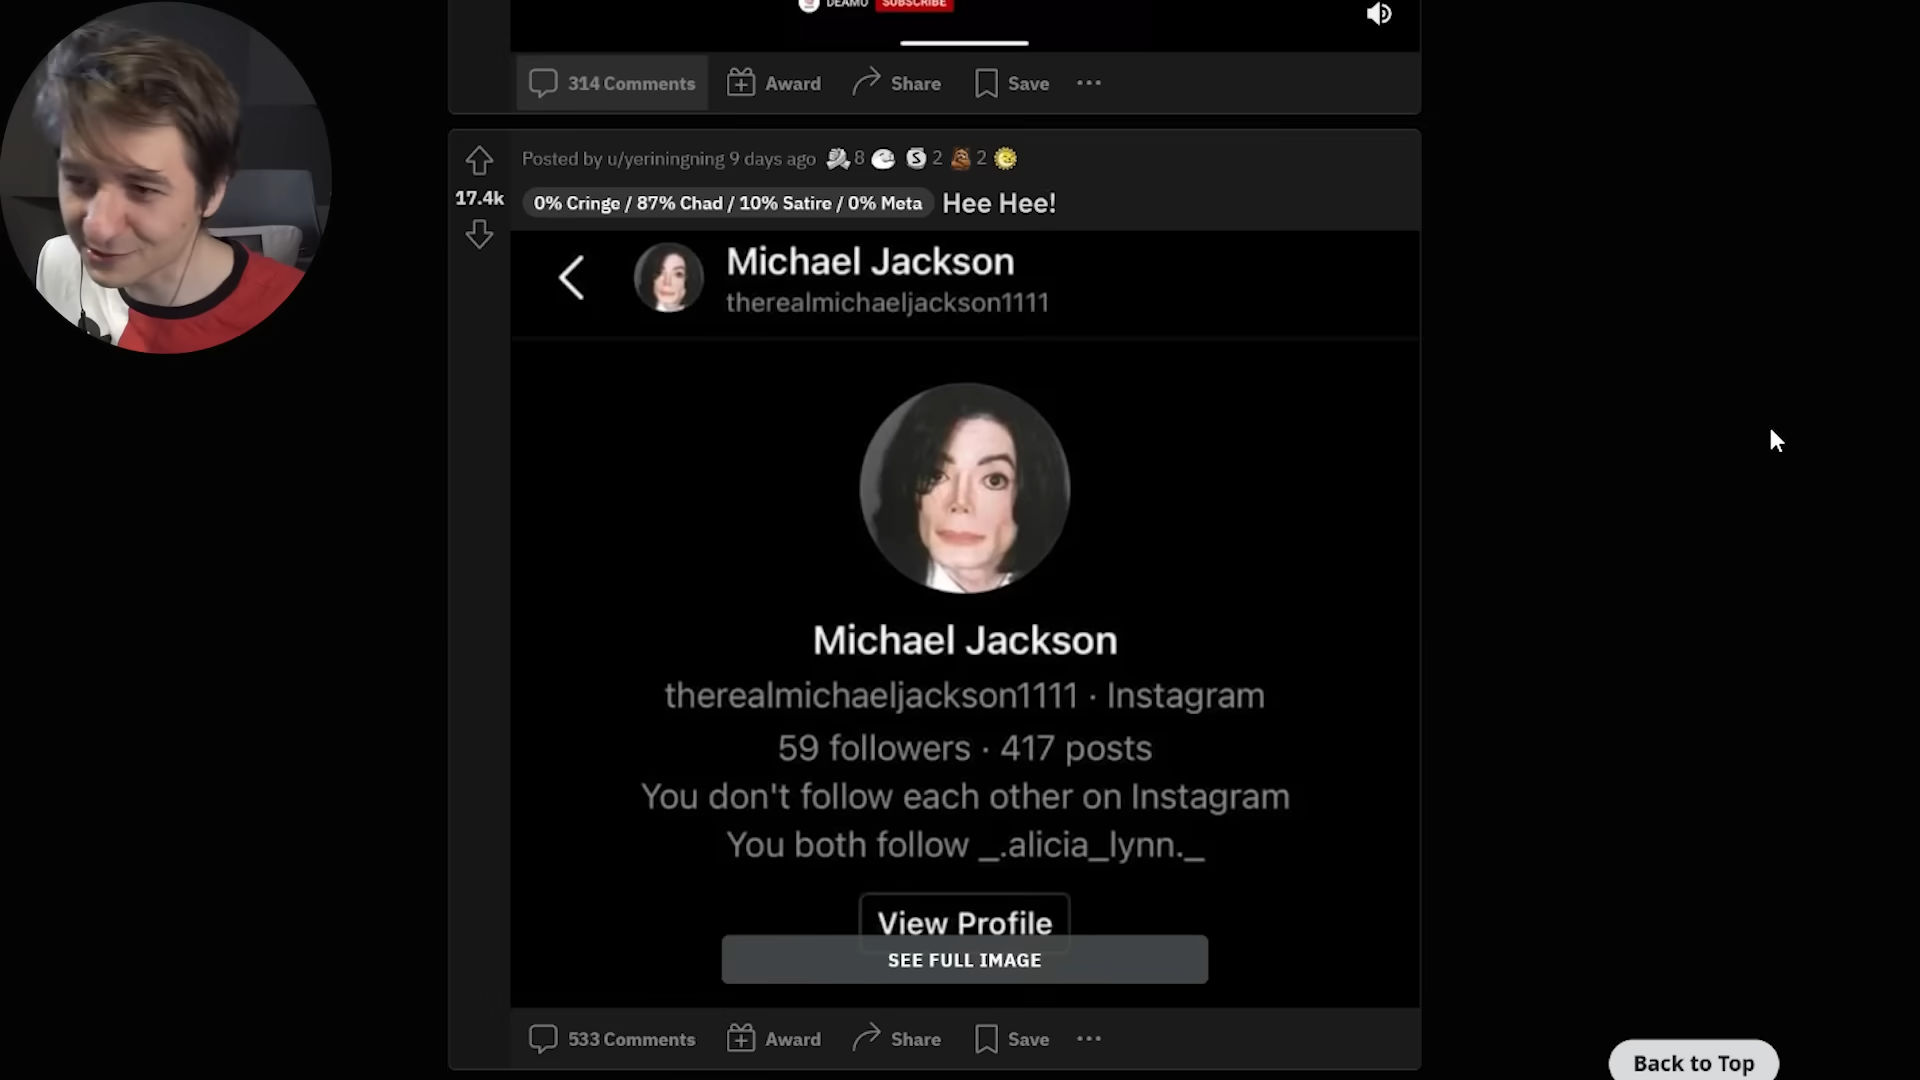 DEAMO SUBSCRIBE
314 Comments Award Share Save
Posted by u/yeriningning 9 days ago 8 S 2 2
17.4k
0% Cringe / 87% Chad / 10% Satire / 0% Meta Hee Hee!
Michael Jackson
therealmichaeljackson1111
Michael Jackson
therealmichaeljackson1111 · Instagram
59 followers · 417 posts
You don't follow each other on Instagram
You both follow _.alicia_lynn._
View Profile
SEE FULL IMAGE
533 Comments Award Share Save
Back to Top